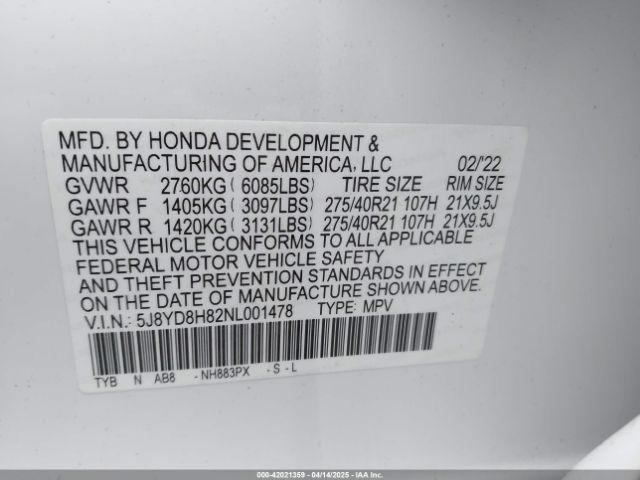 MFD. BY HONDA DEVELOPMENT &
MANUFACTURING OF AMERICA, LLC 02/'22
GVWR 2760KG ( 6085LBS) TIRE SIZE RIM SIZE
GAWR F 1405KG ( 3097LBS) 275/40R21 107H 21X9.5J
GAWR R 1420KG ( 3131LBS) 275/40R21 107H 21X9.5J
THIS VEHICLE CONFORMS TO ALL APPLICABLE
FEDERAL MOTOR VEHICLE SAFETY
AND THEFT PREVENTION STANDARDS IN EFFECT
ON THE DATE OF MANUFACTURE SHOWN ABOVE.
V.I.N.: 5J8YD8H82NL001478 TYPE: MPV
TYB N AB8 -NH883PX -S-L
000-42021359 - 04/14/2025 - IAA Inc.